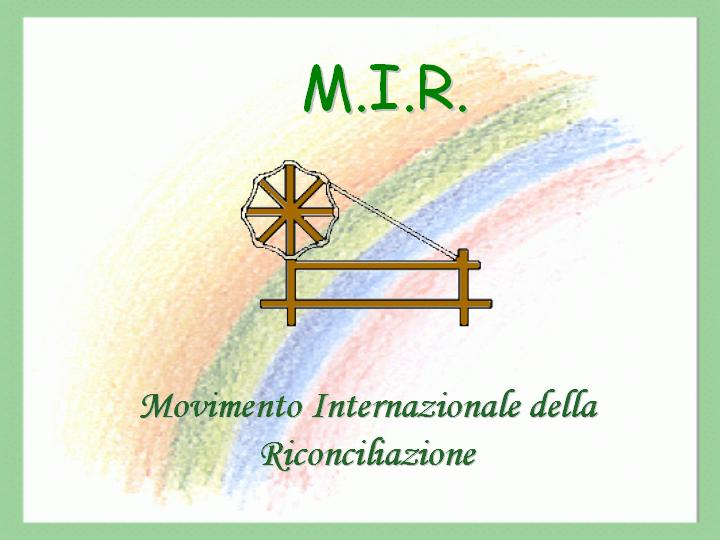 M.I.R.
Movimento Internazionale della
Riconciliazione